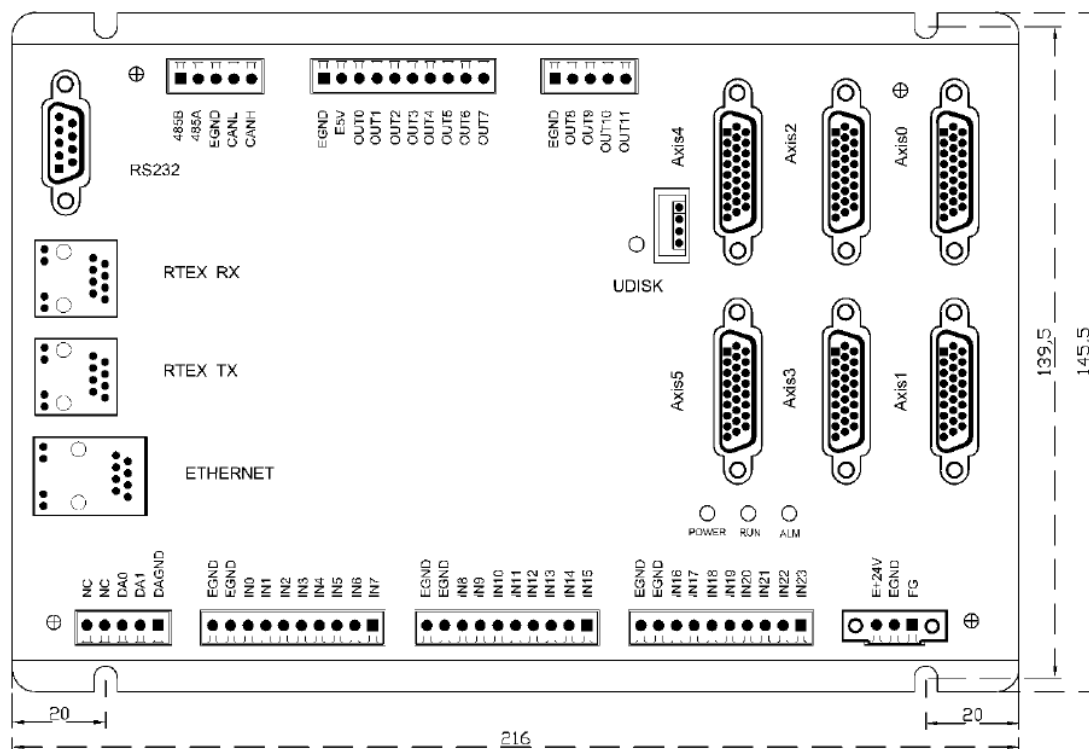 485B
485A
EGND
CANL
CANH
EGND
E5V
OUT0
OUT1
OUT2
OUT3
OUT4
OUT5
OUT6
OUT7
EGND
OUT8
OUT9
OUT10
OUT11
Axis4
Axis2
Axis0
RS232
RTEX RX
UDISK
RTEX TX
Axis5
Axis3
Axis1
139,5
145,5
ETHERNET
POWER
RUN
ALM
NC
NC
DA0
DA1
DAGND
EGND
EGND
IN0
IN1
IN2
IN3
IN4
IN5
IN6
IN7
EGND
EGND
IN8
IN9
IN10
IN11
IN12
IN13
IN14
IN15
EGND
EGND
IN16
IN17
IN18
IN19
IN20
IN21
IN22
IN23
E+24V
EGND
FG
20
20
216